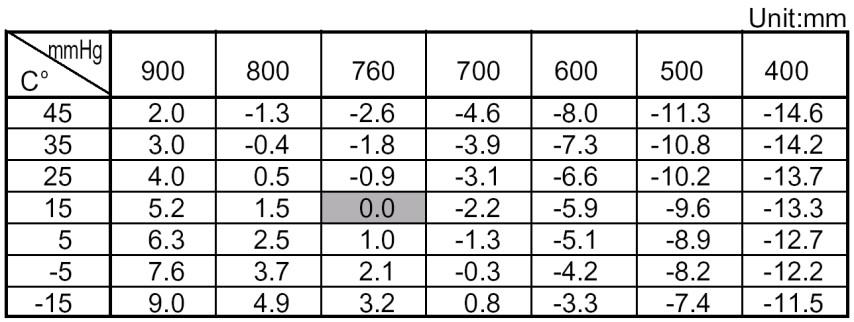 Unit:mm
mmHg
C° 900 800 760 700 600 500 400
45 2.0 -1.3 -2.6 -4.6 -8.0 -11.3 -14.6
35 3.0 -0.4 -1.8 -3.9 -7.3 -10.8 -14.2
25 4.0 0.5 -0.9 -3.1 -6.6 -10.2 -13.7
15 5.2 1.5 0.0 -2.2 -5.9 -9.6 -13.3
5 6.3 2.5 1.0 -1.3 -5.1 -8.9 -12.7
-5 7.6 3.7 2.1 -0.3 -4.2 -8.2 -12.2
-15 9.0 4.9 3.2 0.8 -3.3 -7.4 -11.5